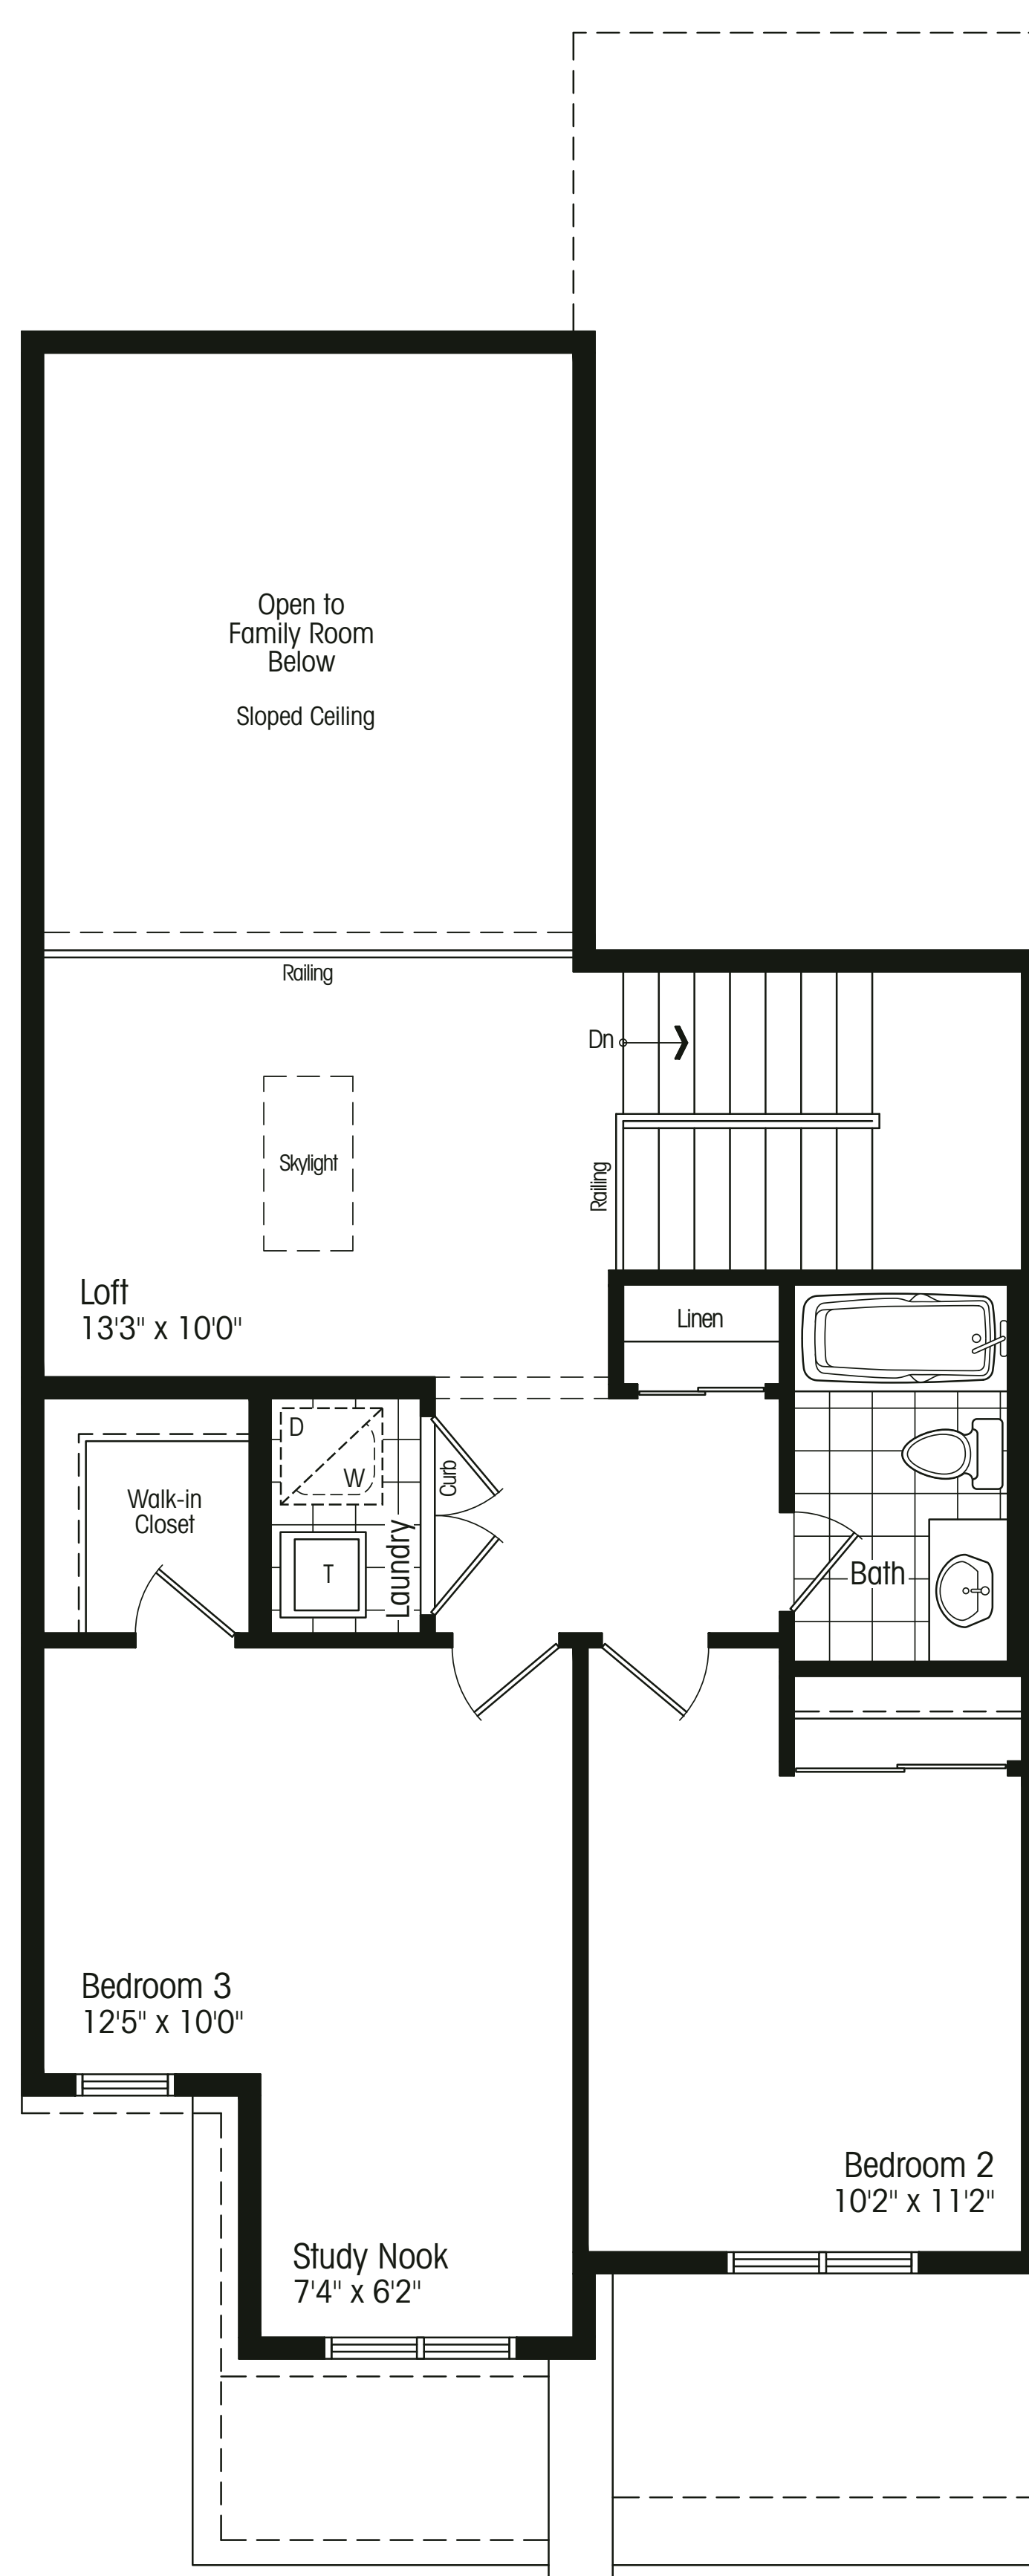 Open to
Family Room
Below
Sloped Ceiling
Railing
Dn
Skylight
Railing
Loft
13'3" x 10'0"
Linen
D
W
Curb
Walk-in
Closet
T
Laundry
Bath
Bedroom 3
12'5" x 10'0"
Bedroom 2
10'2" x 11'2"
Study Nook
7'4" x 6'2"